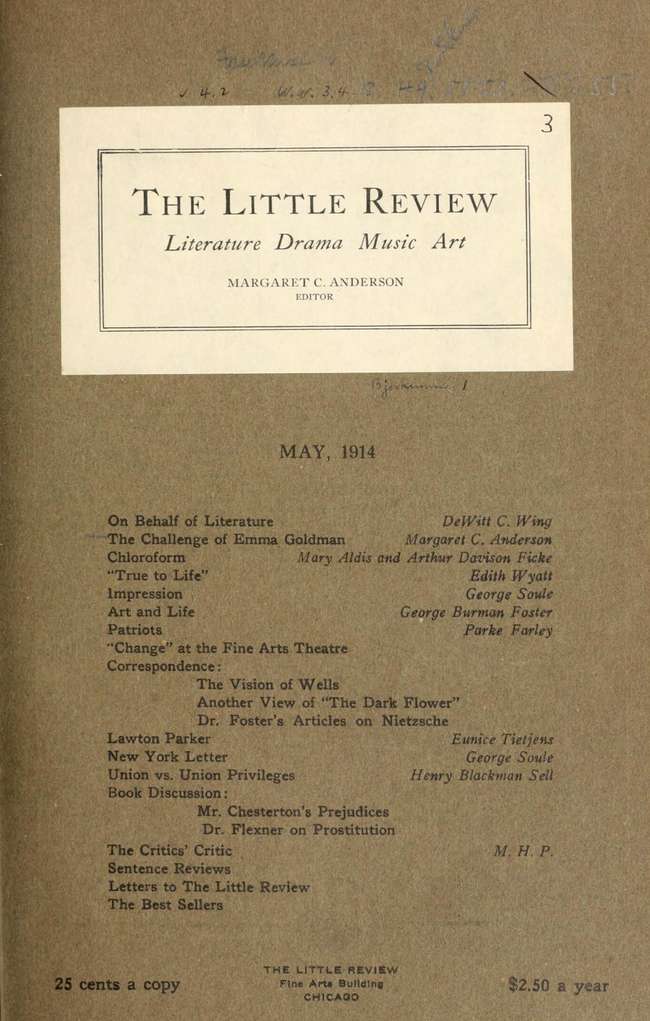 v 4.2 W.W. 3.4
3
THE LITTLE REVIEW
Literature Drama Music Art
MARGARET C. ANDERSON
EDITOR
1
MAY, 1914
On Behalf of Literature DeWitt C. Wing
The Challenge of Emma Goldman Margaret C. Anderson
Chloroform Mary Aldis and Arthur Davison Ficke
"True to Life" Edith Wyatt
Impression George Soule
Art and Life George Burman Foster
Patriots Parke Farley
"Change" at the Fine Arts Theatre
Correspondence:
The Vision of Wells
Another View of "The Dark Flower"
Dr. Foster's Articles on Nietzsche
Lawton Parker Eunice Tietjens
New York Letter George Soule
Union vs. Union Privileges Henry Blackman Sell
Book Discussion:
Mr. Chesterton's Prejudices
Dr. Flexner on Prostitution
The Critics' Critic M. H. P.
Sentence Reviews
Letters to The Little Review
The Best Sellers
THE LITTLE REVIEW
25 cents a copy Fine Arts Building $2.50 a year
CHICAGO